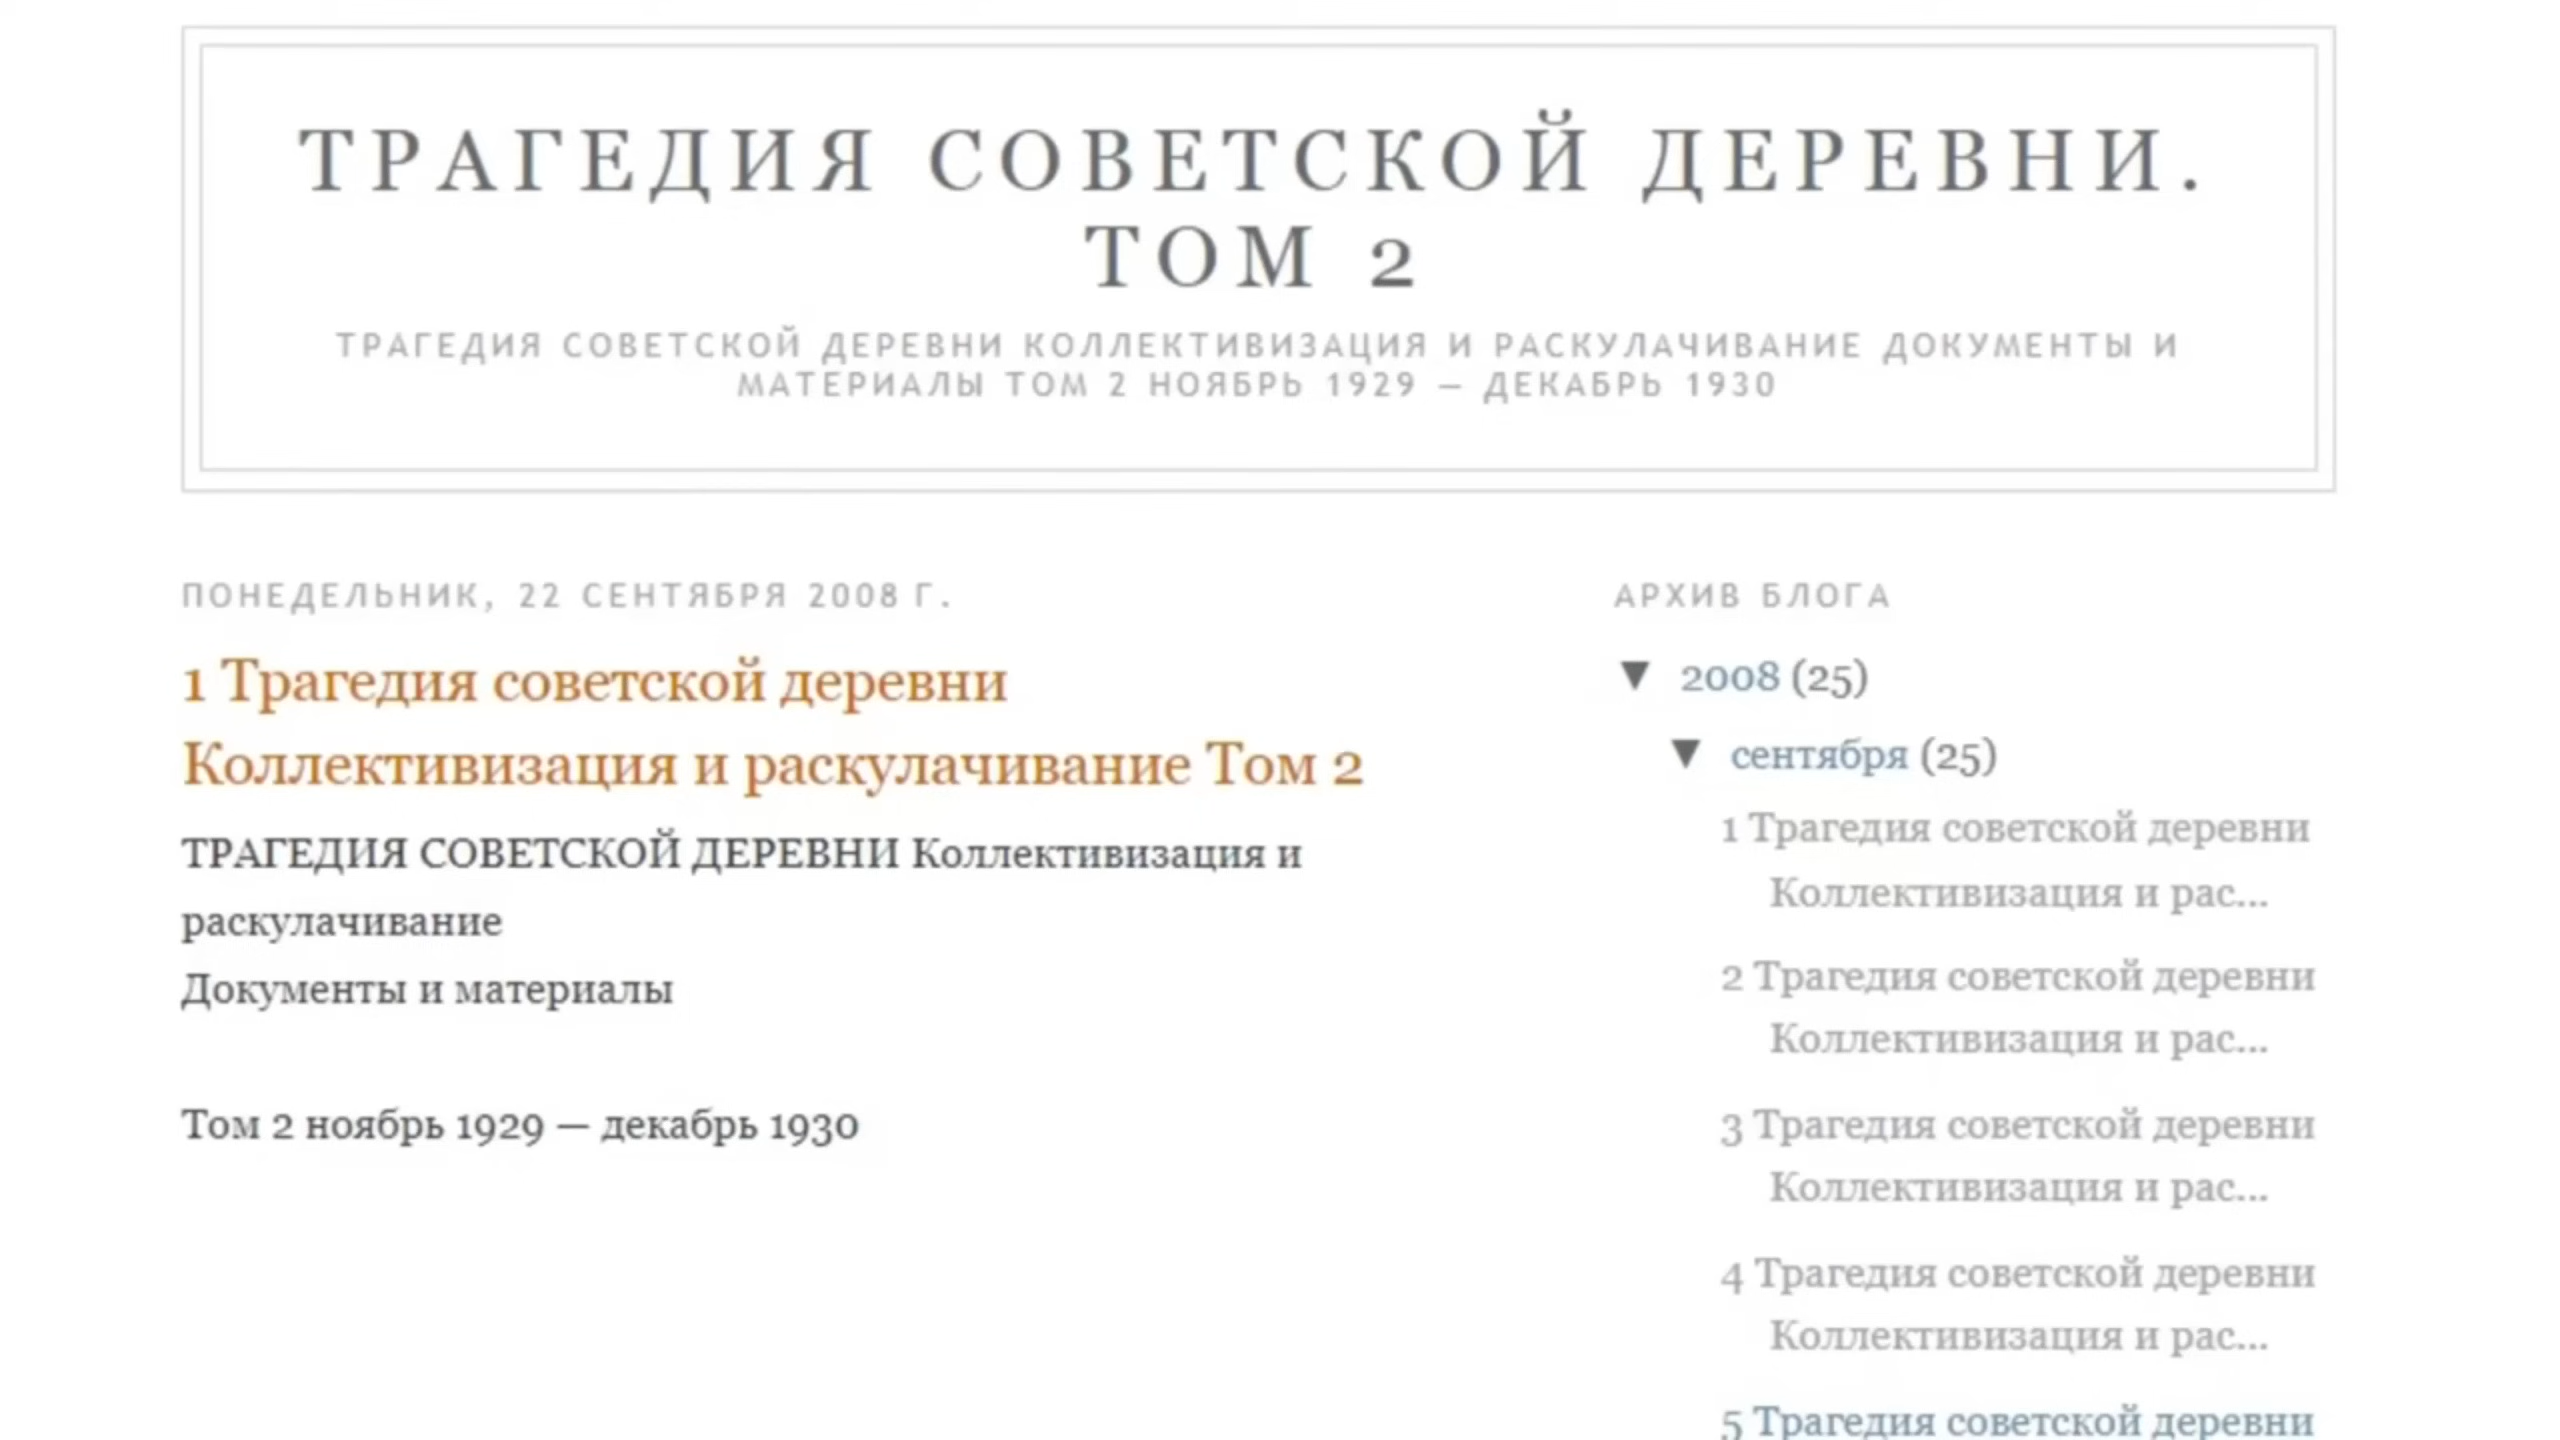 ТРАГЕДИЯ СОВЕТСКОЙ ДЕРЕВНИ.
ТОМ 2
ТРАГЕДИЯ СОВЕТСКОЙ ДЕРЕВНИ КОЛЛЕКТИВИЗАЦИЯ И РАСКУЛАЧИВАНИЕ ДОКУМЕНТЫ И
МАТЕРИАЛЫ ТОМ 2 НОЯБРЬ 1929 — ДЕКАБРЬ 1930
ПОНЕДЕЛЬНИК, 22 СЕНТЯБРЯ 2008 Г.
1 Трагедия советской деревни
Коллективизация и раскулачивание Том 2
ТРАГЕДИЯ СОВЕТСКОЙ ДЕРЕВНИ Коллективизация и
раскулачивание
Документы и материалы
Том 2 ноябрь 1929 — декабрь 1930
АРХИВ БЛОГА
▼ 2008 (25)
▼ сентября (25)
1 Трагедия советской деревни
Коллективизация и рас...
2 Трагедия советской деревни
Коллективизация и рас...
3 Трагедия советской деревни
Коллективизация и рас...
4 Трагедия советской деревни
Коллективизация и рас...
5 Трагедия советской деревни